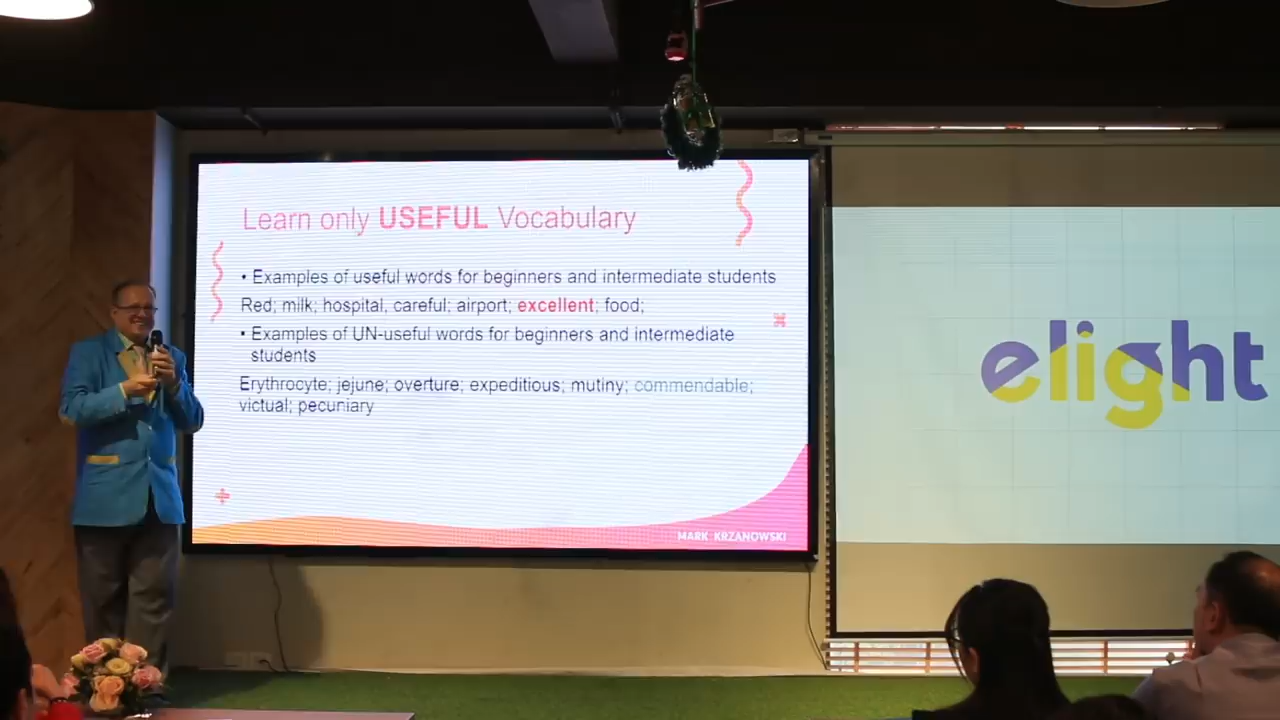 Learn only USEFUL Vocabulary
• Examples of useful words for beginners and intermediate students
Red; milk; hospital, careful; airport; excellent; food;
• Examples of UN-useful words for beginners and intermediate
students
Erythrocyte; jejune; overture; expeditious; mutiny; commendable;
victual; pecuniary
MARK KRZANOWSKI
elight